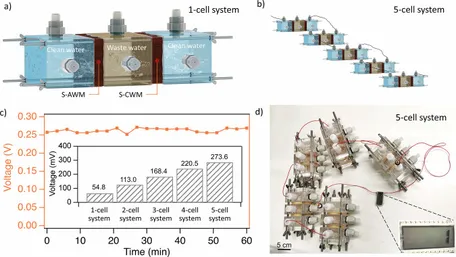 a)
1-cell system
Clean water
Waste water
Clean water
S-AWM
S-CWM
b)
5-cell system
c)
Voltage (V)
0.30
0.25
0.20
0.15
0.10
0.05
0.00
0 10 20 30 40 50 60
Time (min)
Voltage (mV)
400
300
200
100
0
54.8
113.0
168.4
220.5
273.6
1-cell system
2-cell system
3-cell system
4-cell system
5-cell system
d)
5-cell system
5 cm